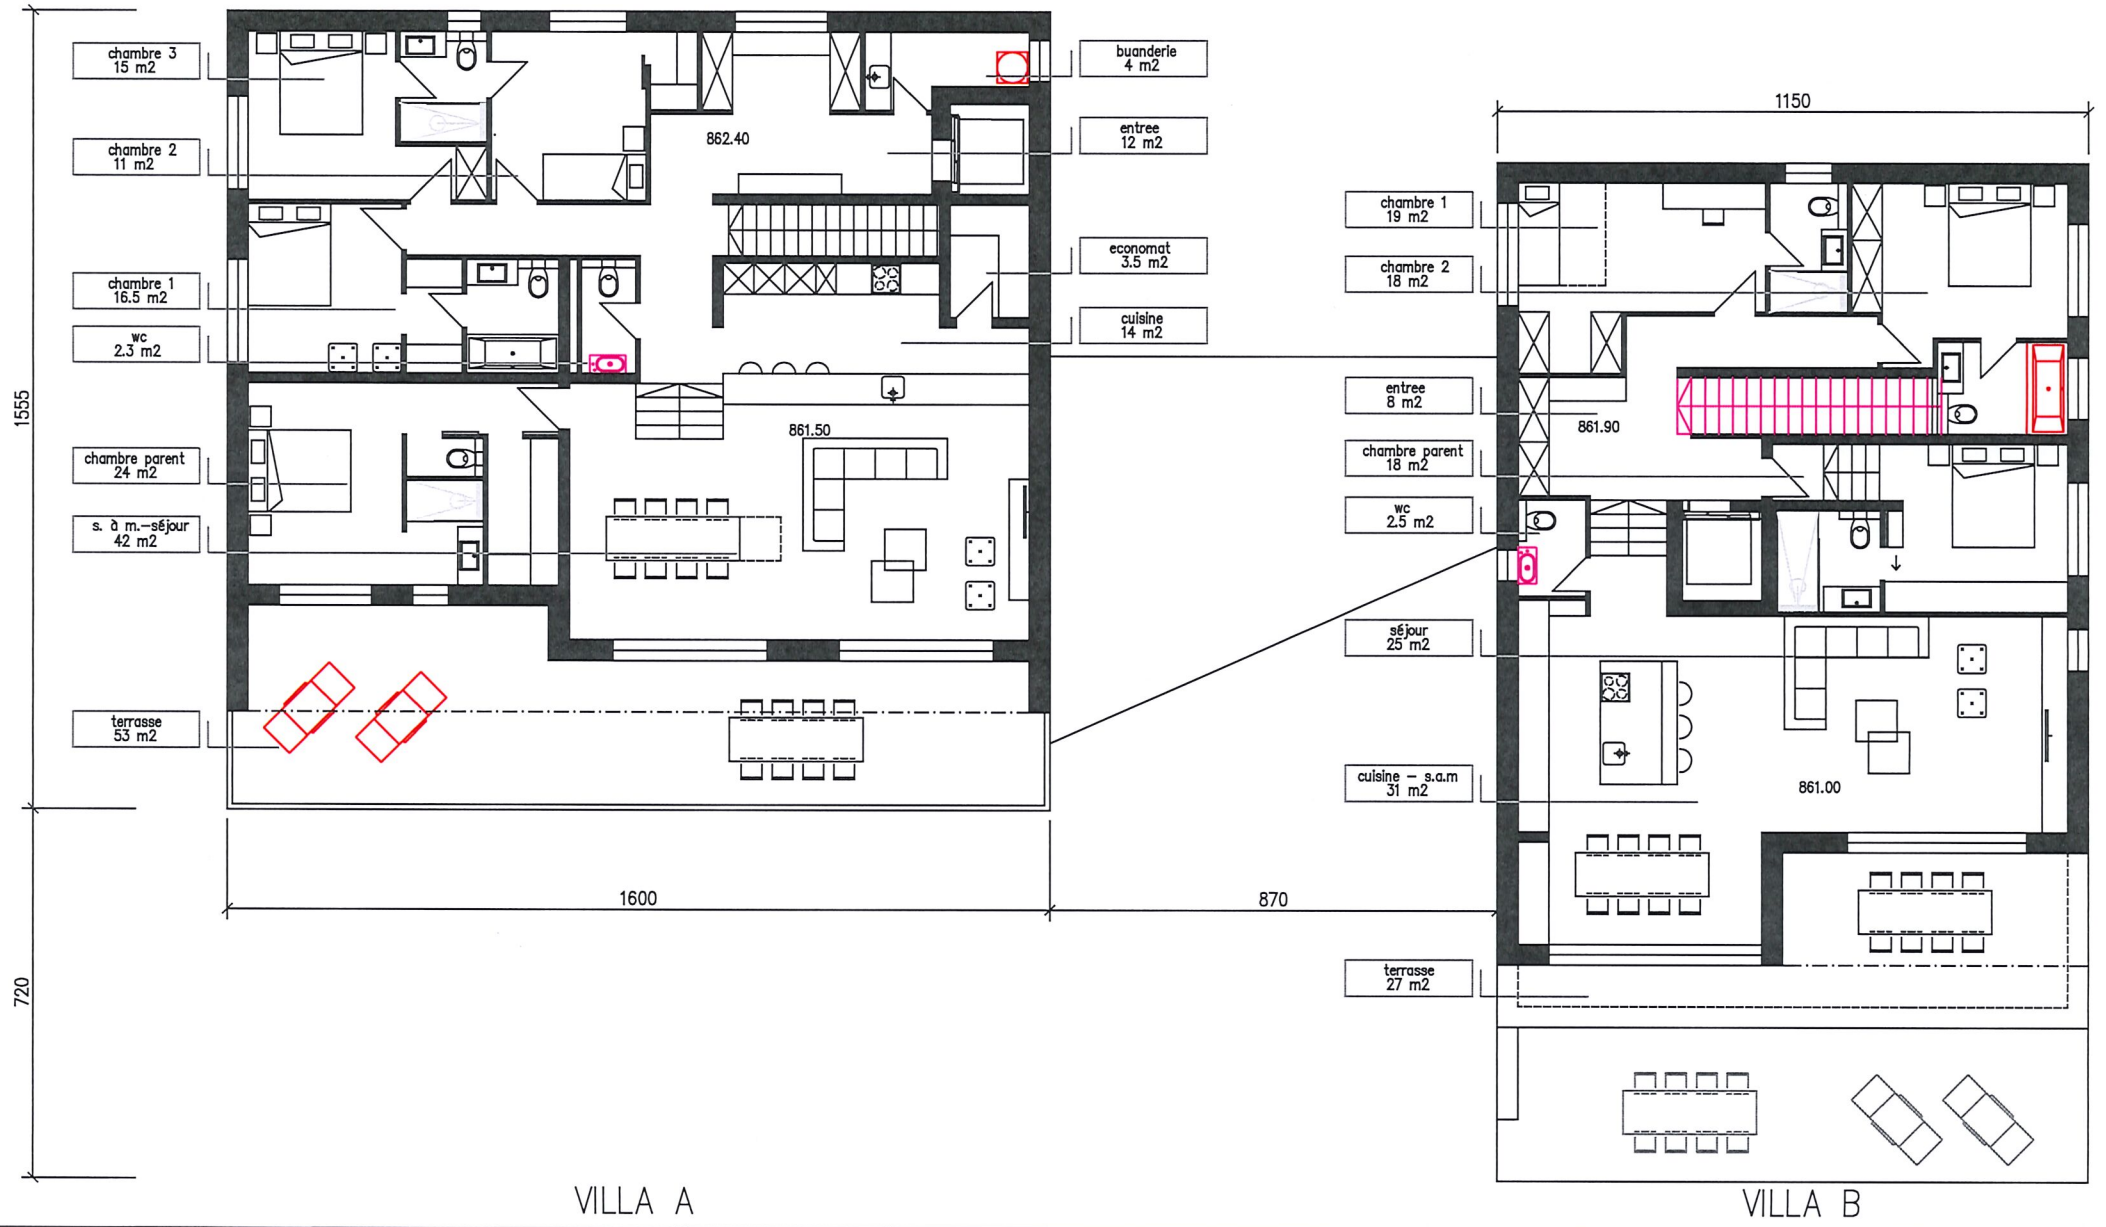 chambre 3
15 m2
chambre 2
11 m2
chambre 1
16.5 m2
wc
2.3 m2
chambre parent
24 m2
s. à m.-séjour
42 m2
terrasse
53 m2
1555
720
862.40
861.50
buanderie
4 m2
entree
12 m2
economat
3.5 m2
cuisine
14 m2
1600
870
VILLA A
1150
chambre 1
19 m2
chambre 2
18 m2
entree
8 m2
chambre parent
18 m2
wc
2.5 m2
séjour
25 m2
cuisine - s.a.m
31 m2
terrasse
27 m2
861.90
861.00
VILLA B